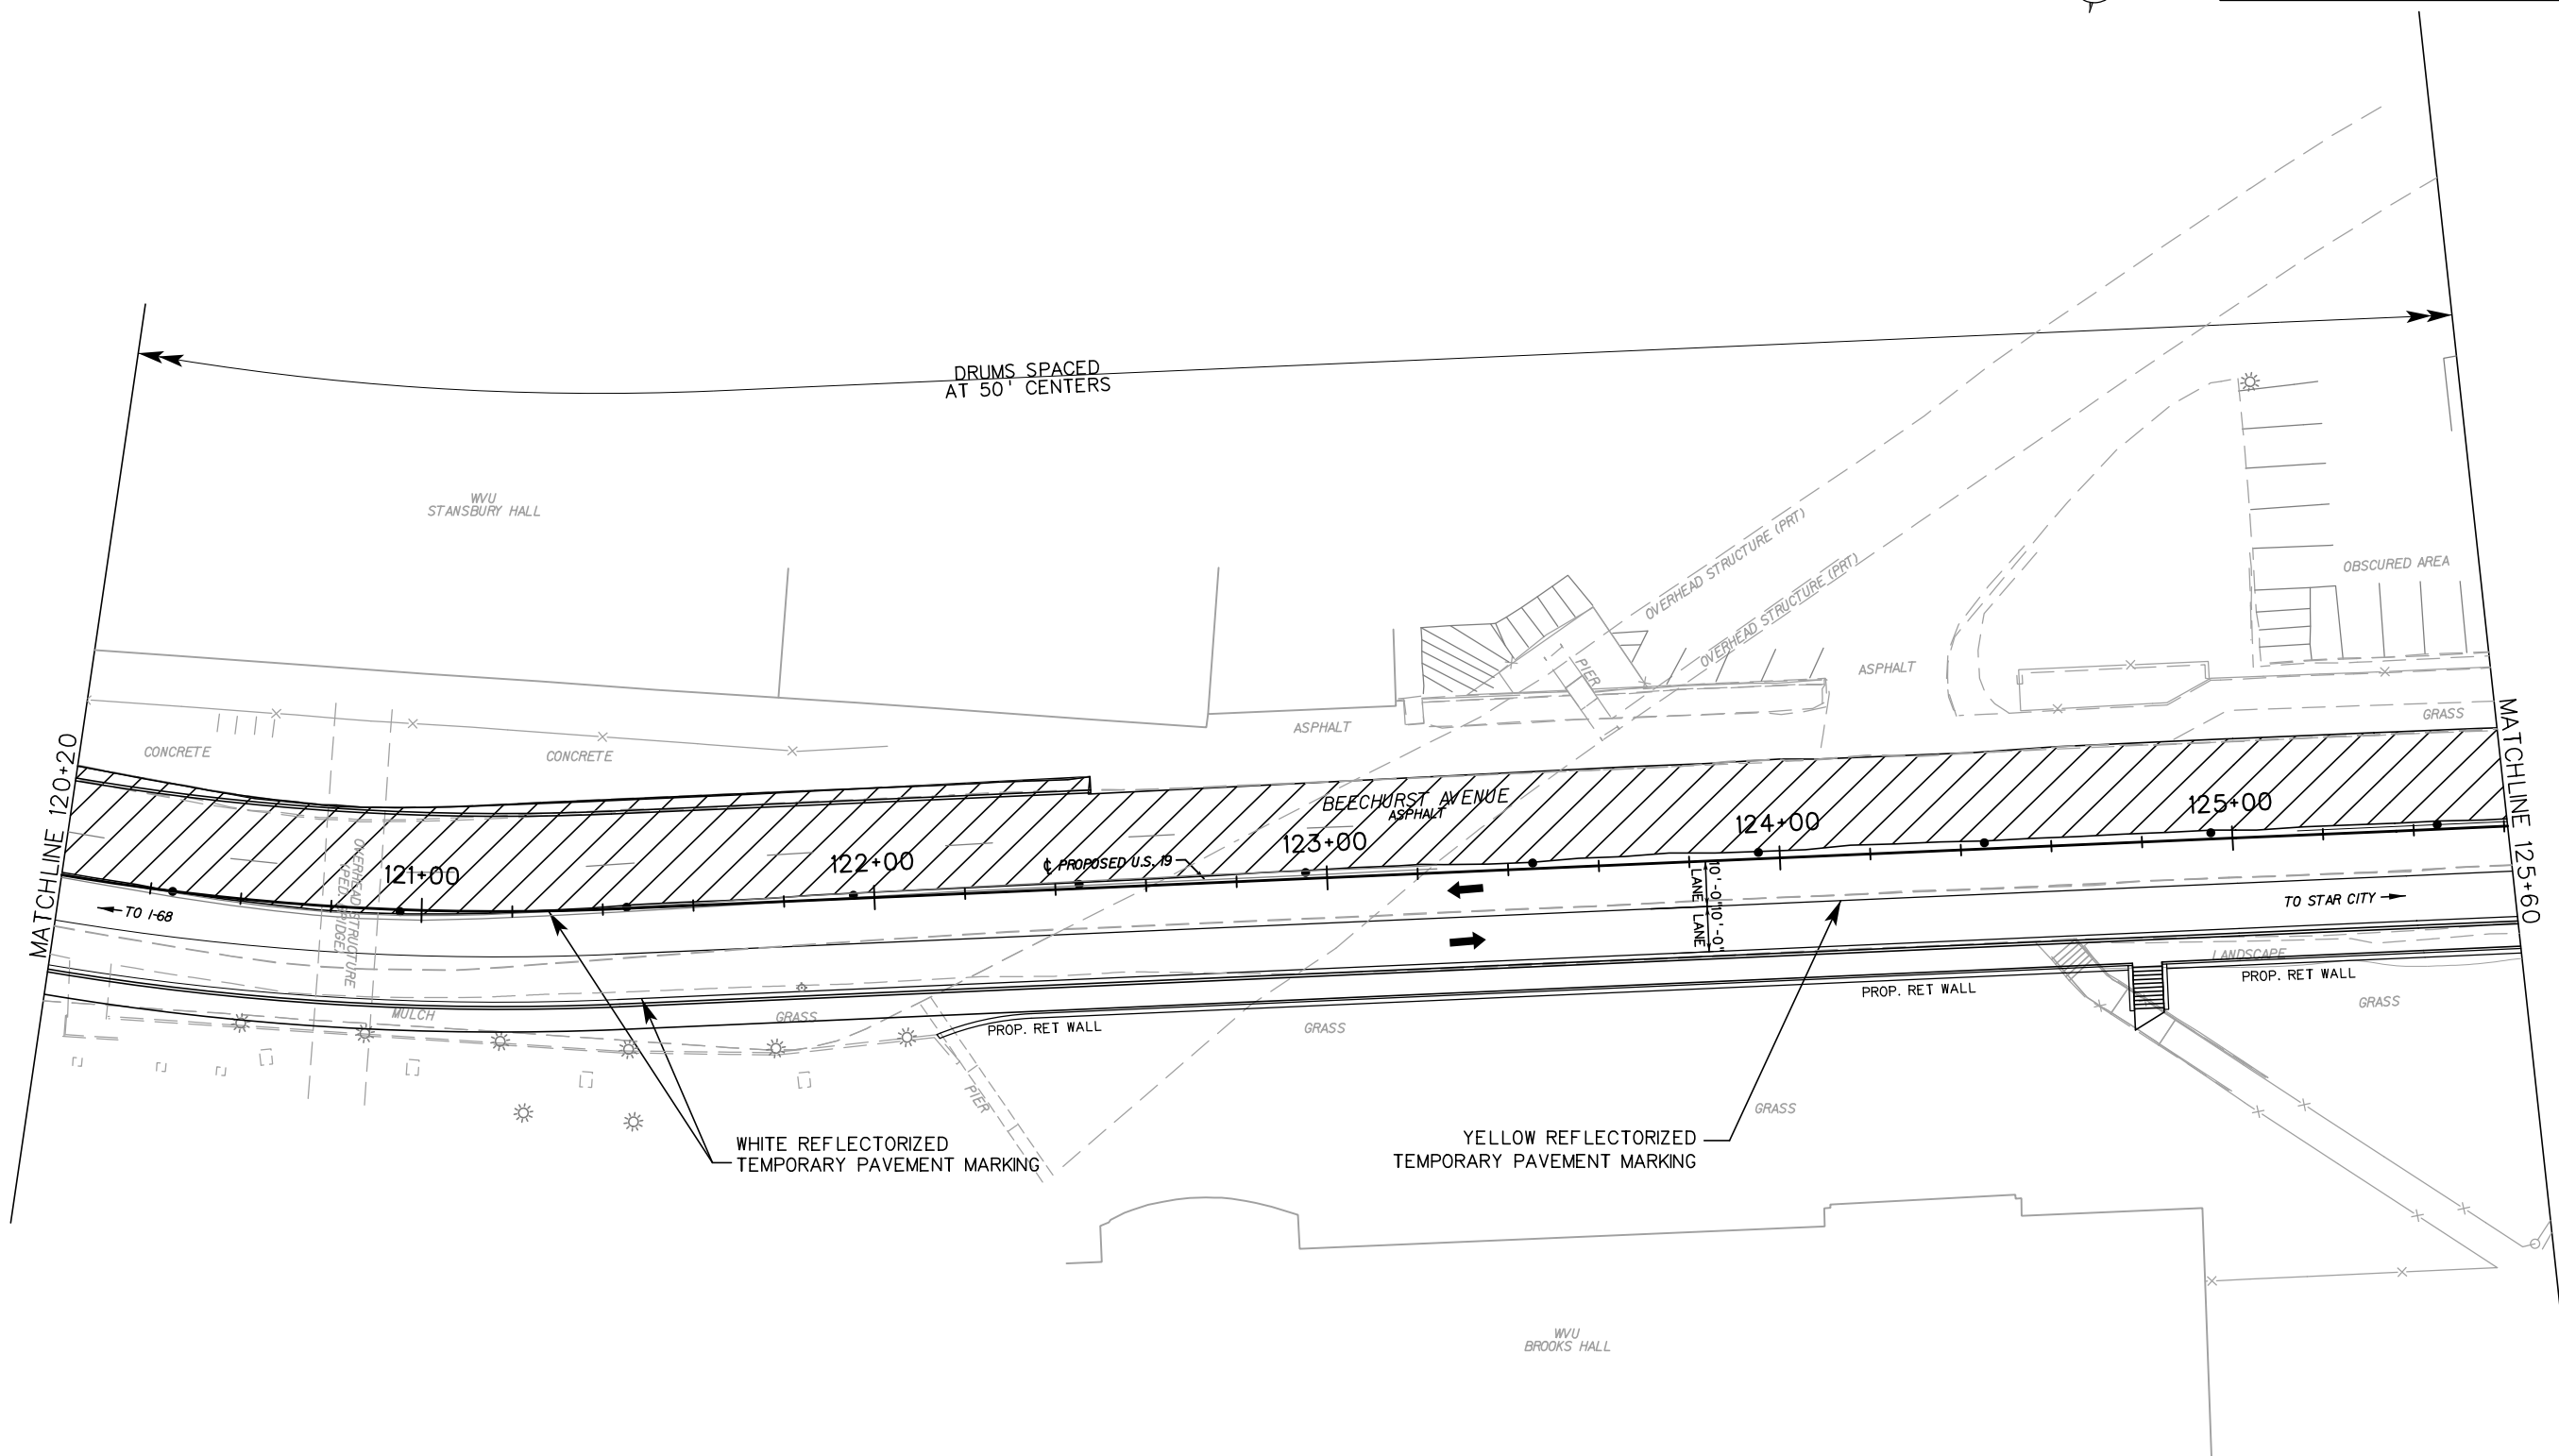 DRUMS SPACED
AT 50' CENTERS
WVU
STANSBURY HALL
OVERHEAD STRUCTURE (PRT)
OVERHEAD STRUCTURE (PRT)
OBSCURED AREA
PIER
ASPHALT
ASPHALT
GRASS
CONCRETE
CONCRETE
MATCHLINE 120+20
MATCHLINE 125+60
BEECHURST AVENUE
ASPHALT
121+00
122+00
123+00
124+00
125+00
℄ PROPOSED U.S. 19
OVERHEAD STRUCTURE
(PED. BRIDGE)
TO I-68
TO STAR CITY
10'-0"
LANE
10'-0"
LANE
LANDSCAPE
PROP. RET WALL
PROP. RET WALL
PROP. RET WALL
MULCH
GRASS
GRASS
GRASS
GRASS
PIER
WHITE REFLECTORIZED
TEMPORARY PAVEMENT MARKING
YELLOW REFLECTORIZED
TEMPORARY PAVEMENT MARKING
WVU
BROOKS HALL